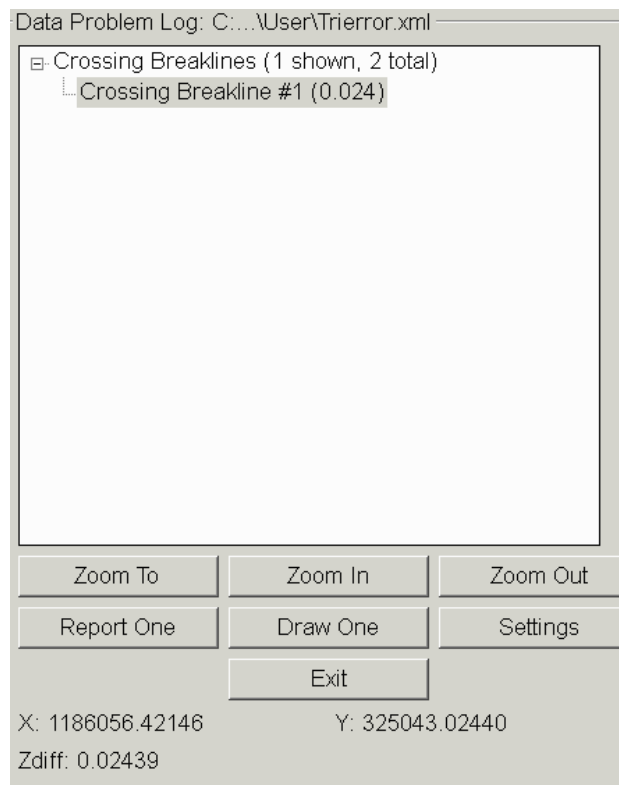 Data Problem Log: C:...\User\Trierror.xml
Crossing Breaklines (1 shown, 2 total)
Crossing Breakline #1 (0.024)
Zoom To Zoom In Zoom Out
Report One Draw One Settings
Exit
X: 1186056.42146 Y: 325043.02440
Zdiff: 0.02439